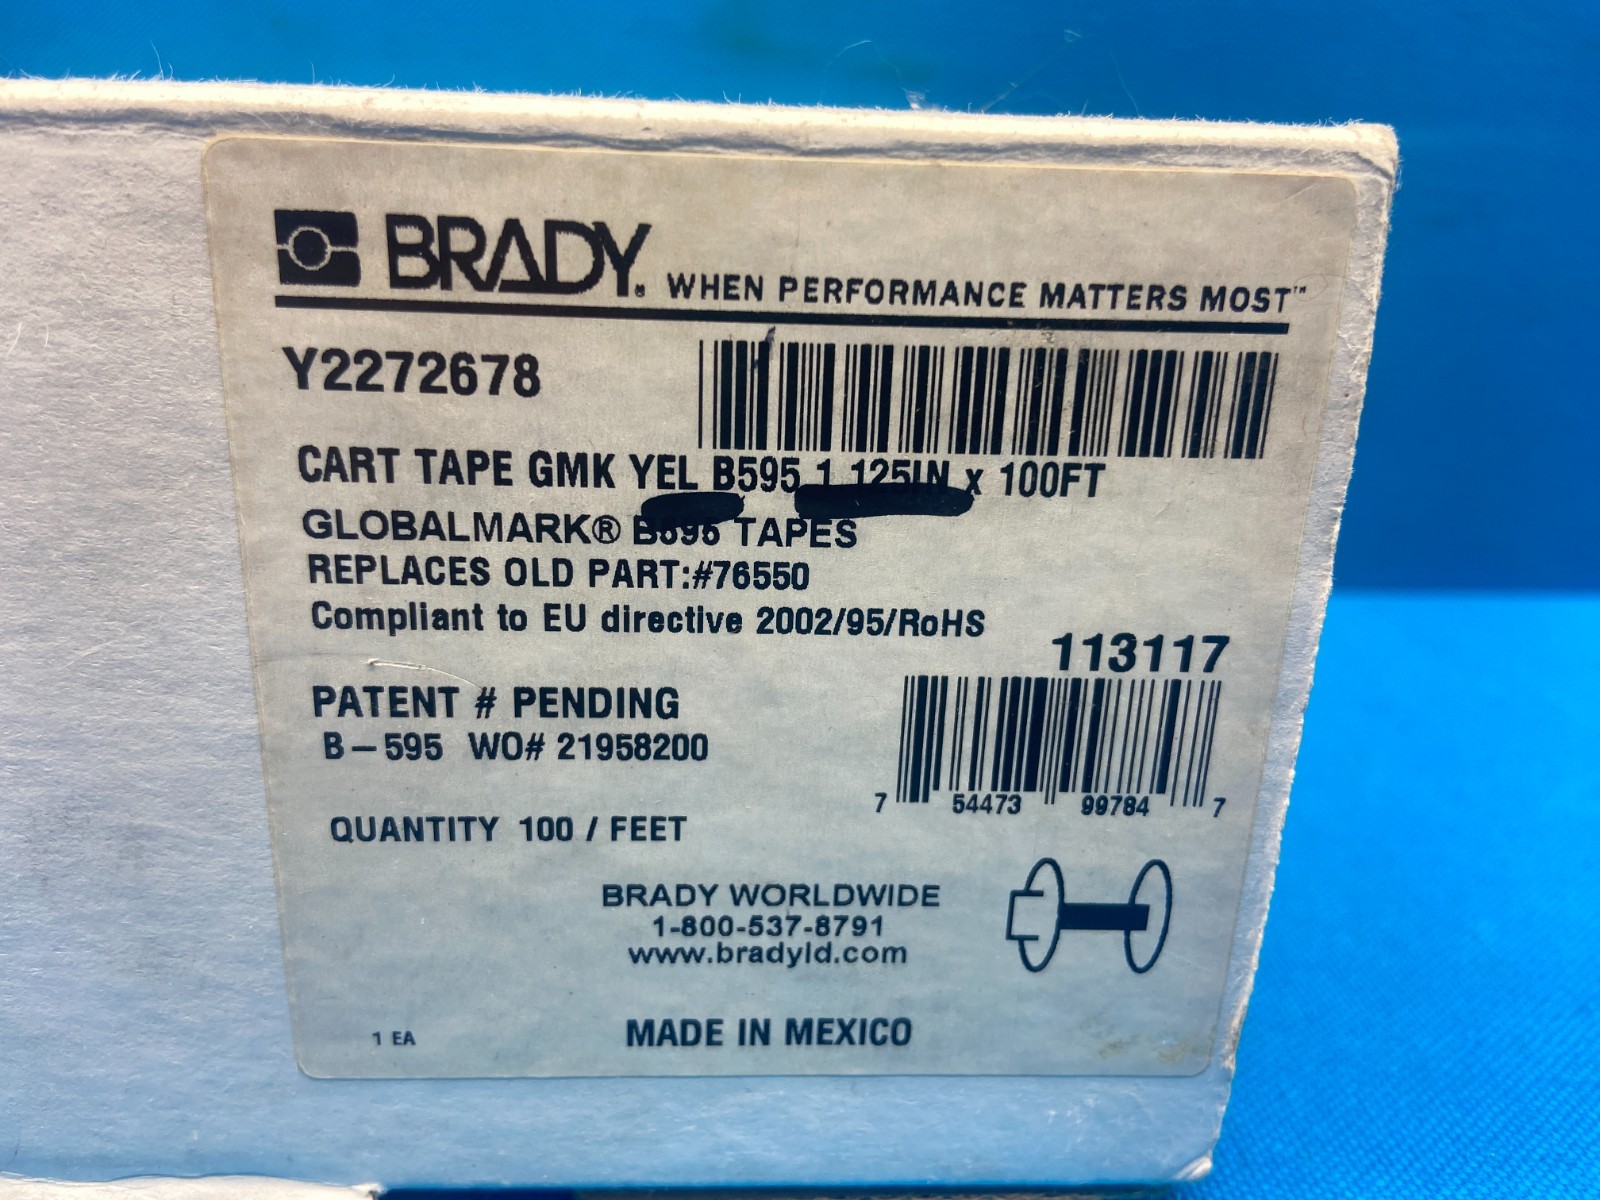 BRADY® WHEN PERFORMANCE MATTERS MOST™
Y2272678
CART TAPE GMK YEL B595 1.125IN x 100FT
GLOBALMARK® B595 TAPES
REPLACES OLD PART:#76550
Compliant to EU directive 2002/95/RoHS
113117
PATENT # PENDING
B-595 WO# 21958200
7 54473 99784 7
QUANTITY 100 / FEET
BRADY WORLDWIDE
1-800-537-8791
www.bradyid.com
1 EA
MADE IN MEXICO